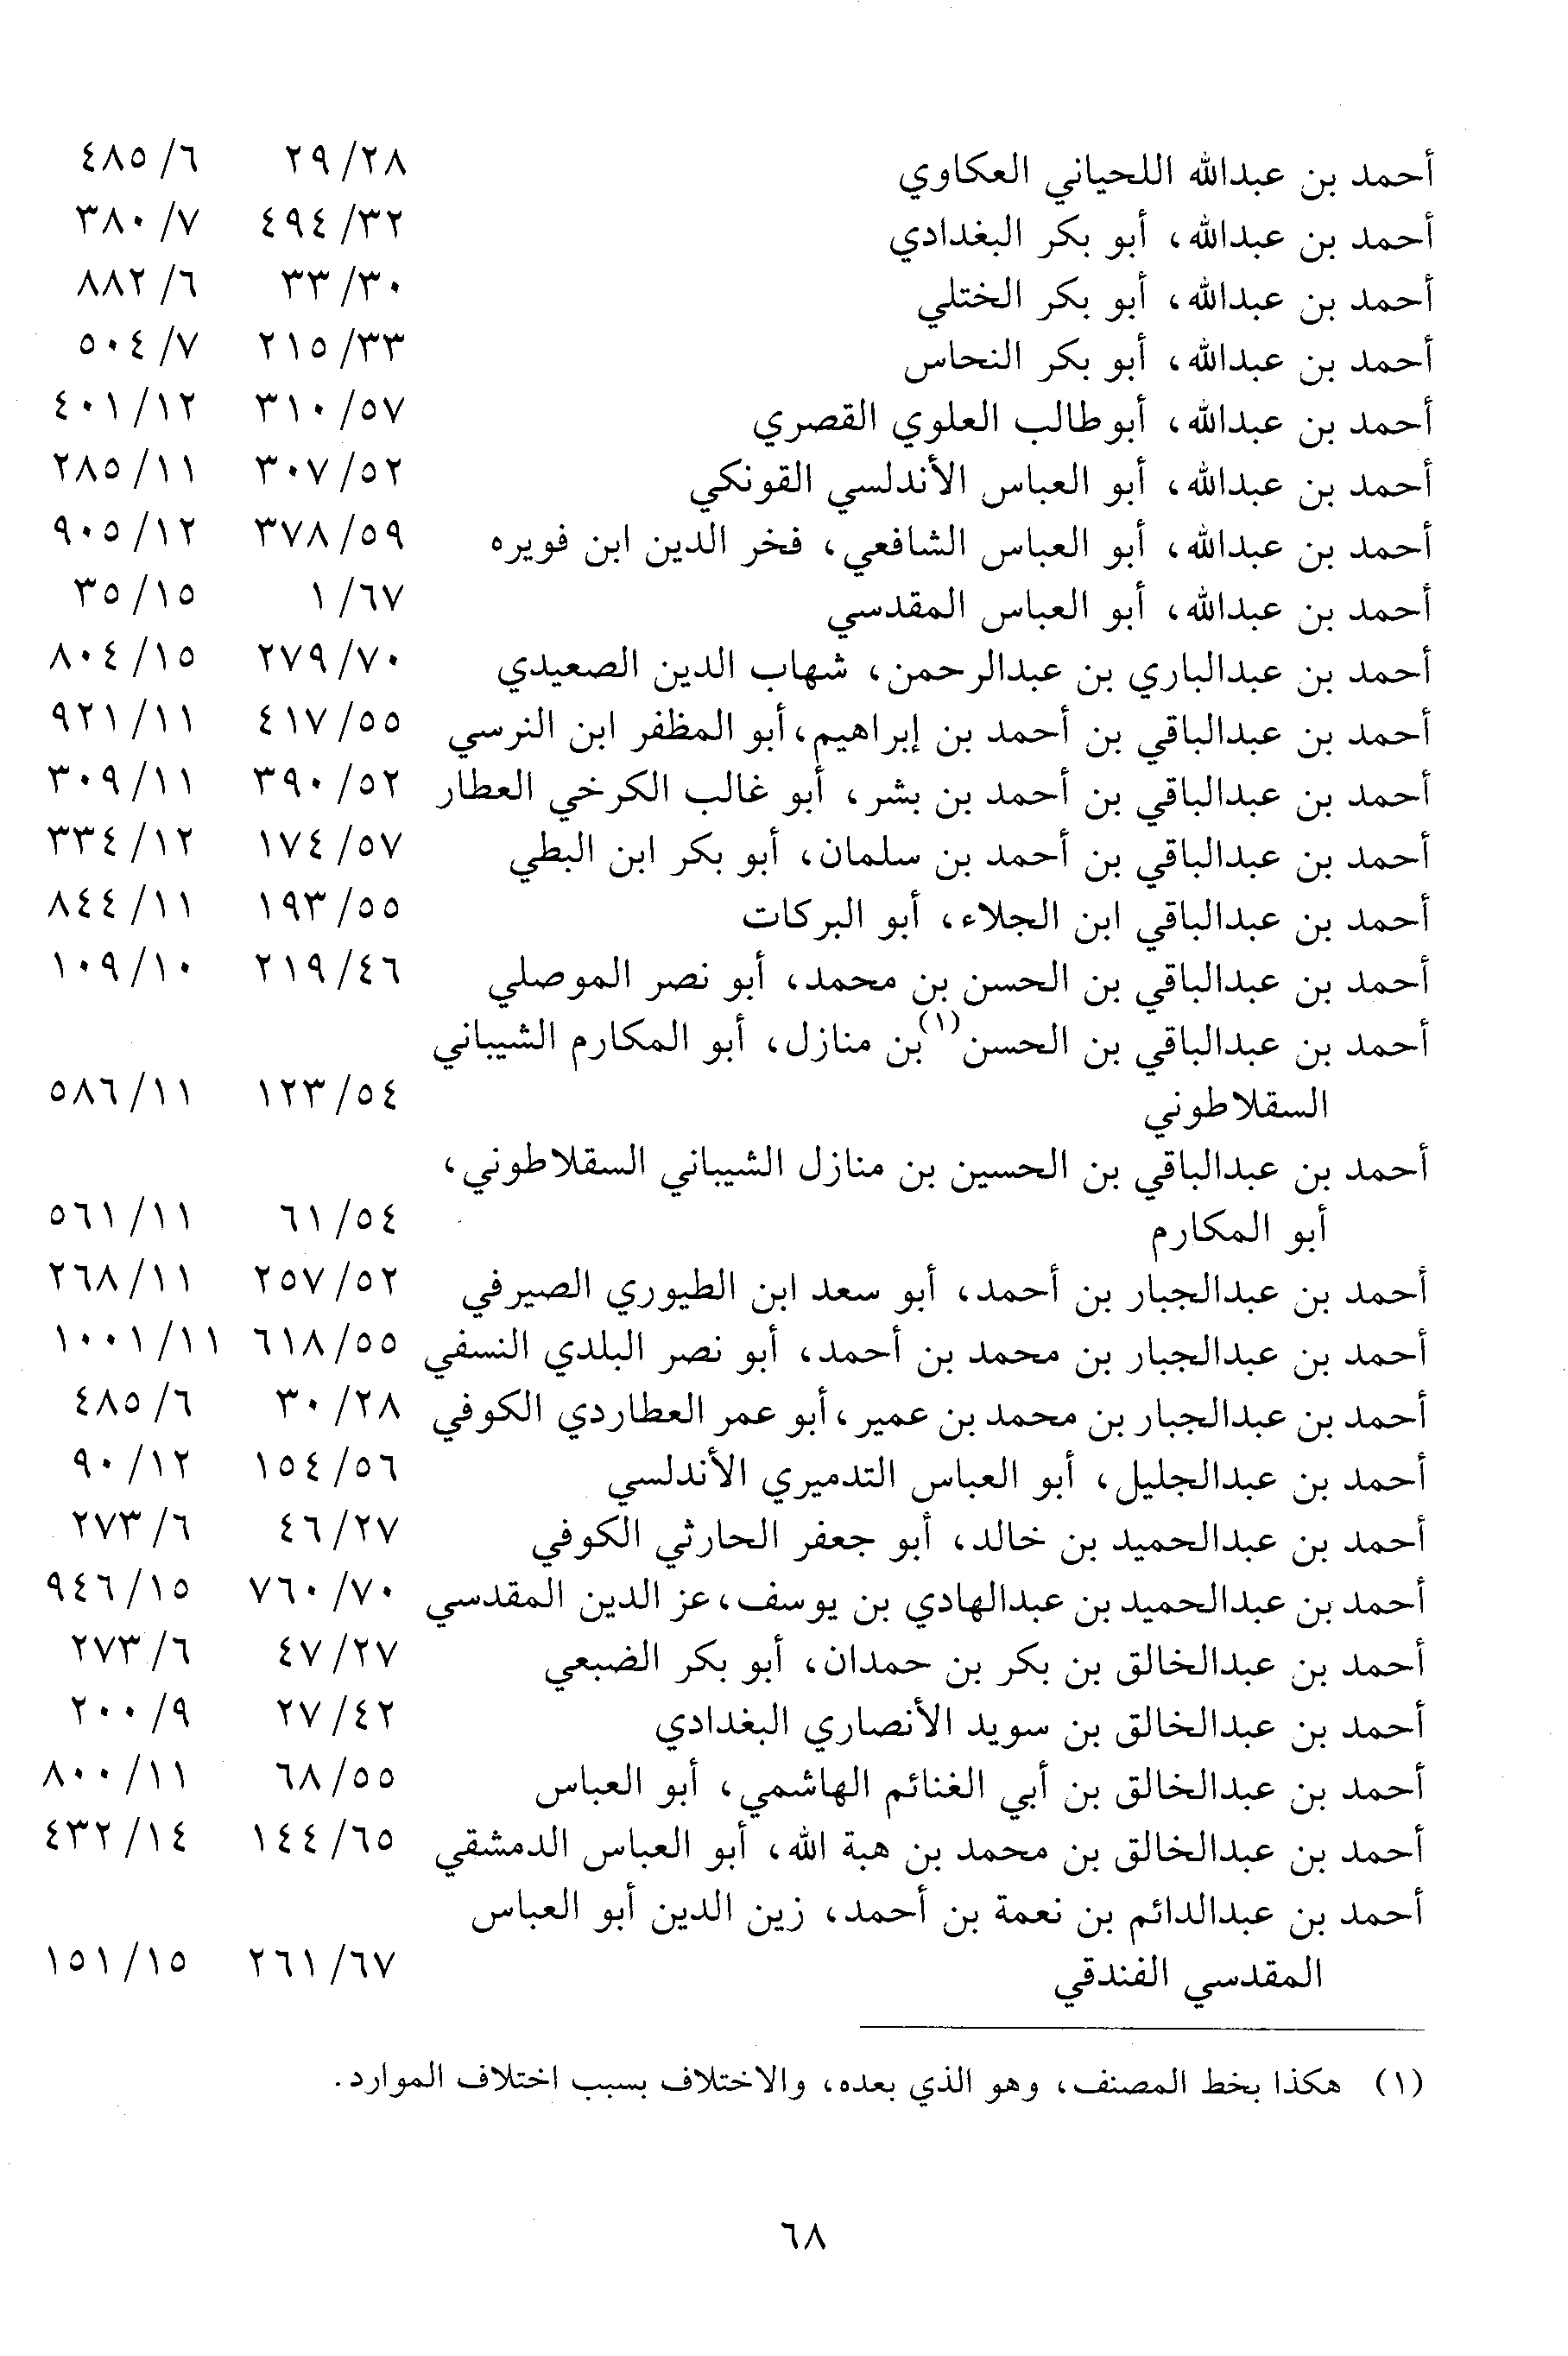 أحمد بن عبدالله اللحياني العكاوي ٢٨/ ٢٩ ٦/ ٤٨٥
أحمد بن عبدالله، أبو بكر البغدادي ٣٢/ ٤٩٤ ٧/ ٣٨٠
أحمد بن عبدالله، أبو بكر الختلي ٣٠/ ٣٣ ٦/ ٨٨٢
أحمد بن عبدالله، أبو بكر النحاس ٣٣/ ٢١٥ ٧/ ٥٠٤
أحمد بن عبدالله، أبوطالب العلوي القصري ٥٧/ ٣١٠ ١٢/ ٤٠١
أحمد بن عبدالله، أبو العباس الأندلسي القونكي ٥٢/ ٣٠٧ ١١/ ٢٨٥
أحمد بن عبدالله، أبو العباس الشافعي، فخر الدين ابن فويره ٥٩/ ٣٧٨ ١٢/ ٩٠٥
أحمد بن عبدالله، أبو العباس المقدسي ٦٧/ ١ ١٥/ ٣٥
أحمد بن عبدالباري بن عبدالرحمن، شهاب الدين الصعيدي ٧٠/ ٢٧٩ ١٥/ ٨٠٤
أحمد بن عبدالباقي بن أحمد بن إبراهيم، أبو المظفر ابن النرسي ٥٥/ ٤١٧ ١١/ ٩٢١
أحمد بن عبدالباقي بن أحمد بن بشر، أبو غالب الكرخي العطار ٥٢/ ٣٩٠ ١١/ ٣٠٩
أحمد بن عبدالباقي بن أحمد بن سلمان، أبو بكر ابن البطي ٥٧/ ١٧٤ ١٢/ ٣٣٤
أحمد بن عبدالباقي ابن الجلاء، أبو البركات ٥٥/ ١٩٣ ١١/ ٨٤٤
أحمد بن عبدالباقي بن الحسن بن محمد، أبو نصر الموصلي ٤٦/ ٢١٩ ١٠/ ١٠٩
أحمد بن عبدالباقي بن الحسن(١) بن منازل، أبو المكارم الشيباني
السقلاطوني ٥٤/ ١٢٣ ١١/ ٥٨٦
أحمد بن عبدالباقي بن الحسين بن منازل الشيباني السقلاطوني،
أبو المكارم ٥٤/ ٦١ ١١/ ٥٦١
أحمد بن عبدالجبار بن أحمد، أبو سعد ابن الطيوري الصيرفي ٥٢/ ٢٥٧ ١١/ ٢٦٨
أحمد بن عبدالجبار بن محمد بن أحمد، أبو نصر البلدي النسفي ٥٥/ ٦١٨ ١١/ ١٠٠١
أحمد بن عبدالجبار بن محمد بن عمير، أبو عمر العطاردي الكوفي ٢٨/ ٣٠ ٦/ ٤٨٥
أحمد بن عبدالجليل، أبو العباس التدميري الأندلسي ٥٦/ ١٥٤ ١٢/ ٩٠
أحمد بن عبدالحميد بن خالد، أبو جعفر الحارثي الكوفي ٢٧/ ٤٦ ٦/ ٢٧٣
أحمد بن عبدالحميد بن عبدالهادي بن يوسف، عز الدين المقدسي ٧٠/ ٧٦٠ ١٥/ ٩٤٦
أحمد بن عبدالخالق بن بكر بن حمدان، أبو بكر الضبعي ٢٧/ ٤٧ ٦/ ٢٧٣
أحمد بن عبدالخالق بن سويد الأنصاري البغدادي ٤٢/ ٢٧ ٩/ ٢٠٠
أحمد بن عبدالخالق بن أبي الغنائم الهاشمي، أبو العباس ٥٥/ ٦٨ ١١/ ٨٠٠
أحمد بن عبدالخالق بن محمد بن هبة الله، أبو العباس الدمشقي ٦٥/ ١٤٤ ١٤/ ٤٣٢
أحمد بن عبدالدائم بن نعمة بن أحمد، زين الدين أبو العباس
المقدسي الفندقي ٦٧/ ٢٦١ ١٥/ ١٥١
(١) هكذا بخط المصنف، وهو الذي بعده، والاختلاف بسبب اختلاف الموارد.
٦٨